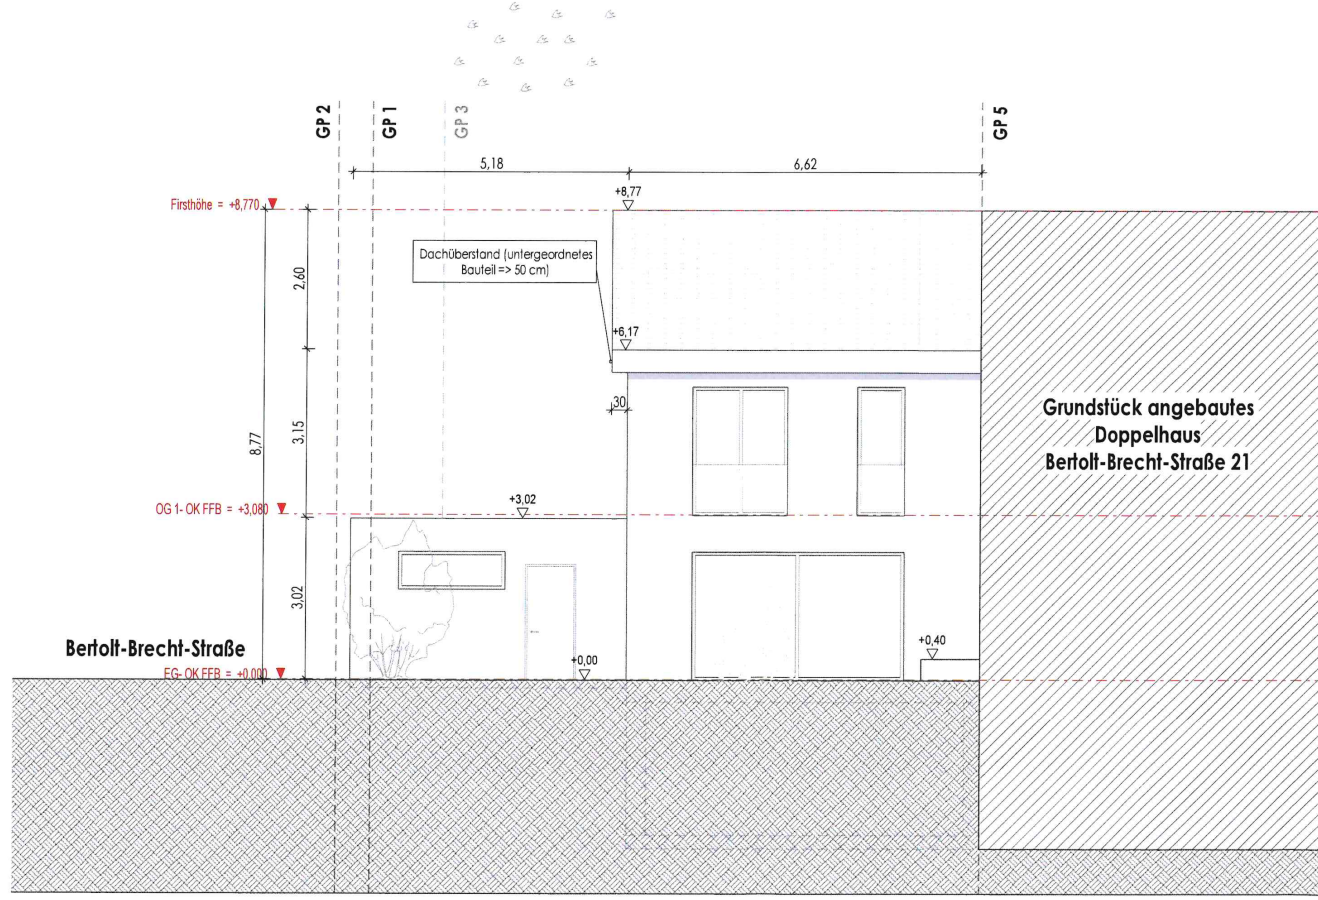 GP 2
GP 1
GP 3
GP 5
5,18
6,62
+8,77
Firsthöhe = +8,770
Dachüberstand (untergeordnetes
Bauteil => 50 cm)
2,60
+6,17
30
3,15
8,77
Grundstück angebautes
Doppelhaus
Bertolt-Brecht-Straße 21
OG 1- OK FFB = +3,080
+3,02
3,02
+0,40
Bertolt-Brecht-Straße
+0,00
EG- OK FFB = +0,000